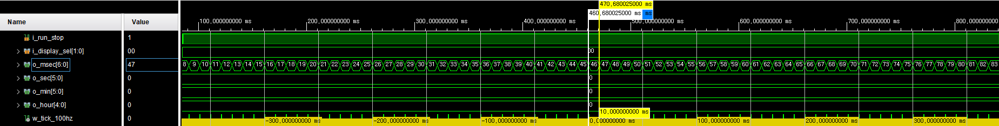 470,680025000 ms
460,680025000 ms ms
Name Value
100,000000000 ms 200,000000000 ms 300,000000000 ms 400,000000000 ms 500,000000000 ms 600,000000000 ms 700,000000000 ms 800,000000000
i_run_stop 1
i_display_sel[1:0] 00 00
o_msec[6:0] 47 8 9 10 11 12 13 14 15 16 17 18 19 20 21 22 23 24 25 26 27 28 29 30 31 32 33 34 35 36 37 38 39 40 41 42 43 44 45 46 47 48 49 50 51 52 53 54 55 56 57 58 59 60 61 62 63 64 65 66 67 68 69 70 71 72 73 74 75 76 77 78 79 80 81 82 83
o_sec[5:0] 0 0
o_min[5:0] 0 0
o_hour[4:0] 0 0
10,000000000 ms
w_tick_100hz 0
-300,000000000 ms -200,000000000 ms -100,000000000 ms 0,000000000 ms 100,000000000 ms 200,000000000 ms 300,000000000 ms